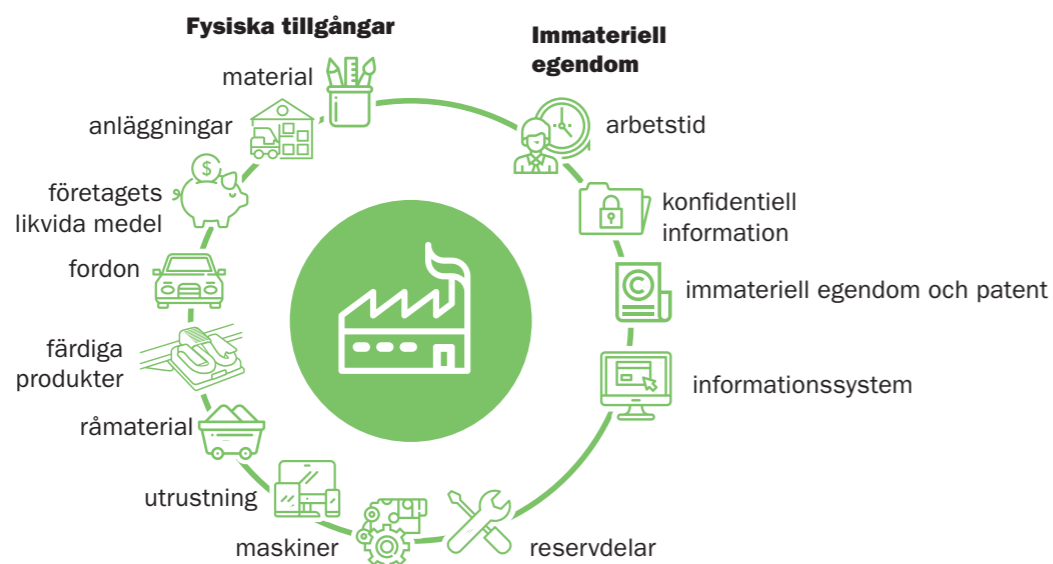 Fysiska tillgångar
material
anläggningar
företagets
likvida medel
fordon
färdiga
produkter
råmaterial
utrustning
maskiner
reservdelar
Immateriell
egendom
arbetstid
konfidentiell
information
immateriell egendom och patent
informationssystem